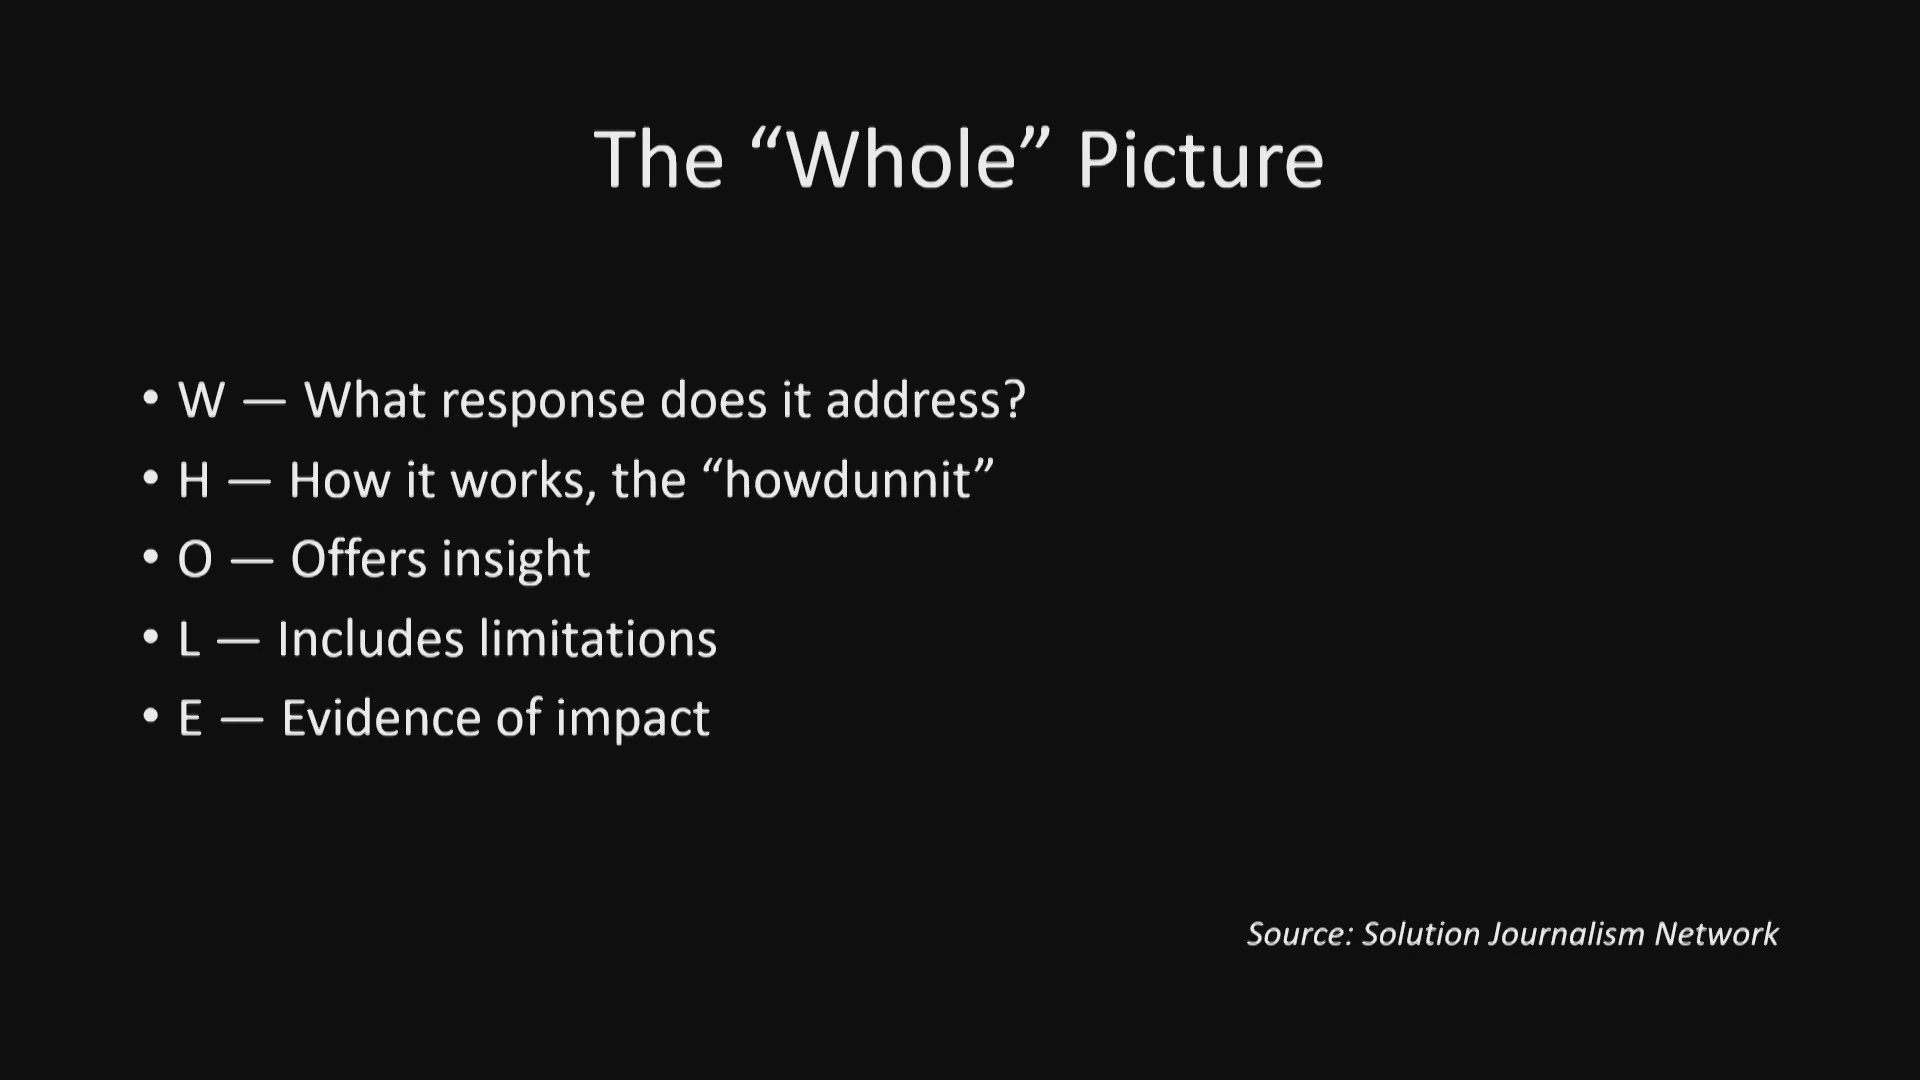 The “Whole” Picture
• W — What response does it address?
• H — How it works, the “howdunnit”
• O — Offers insight
• L — Includes limitations
• E — Evidence of impact
Source: Solution Journalism Network